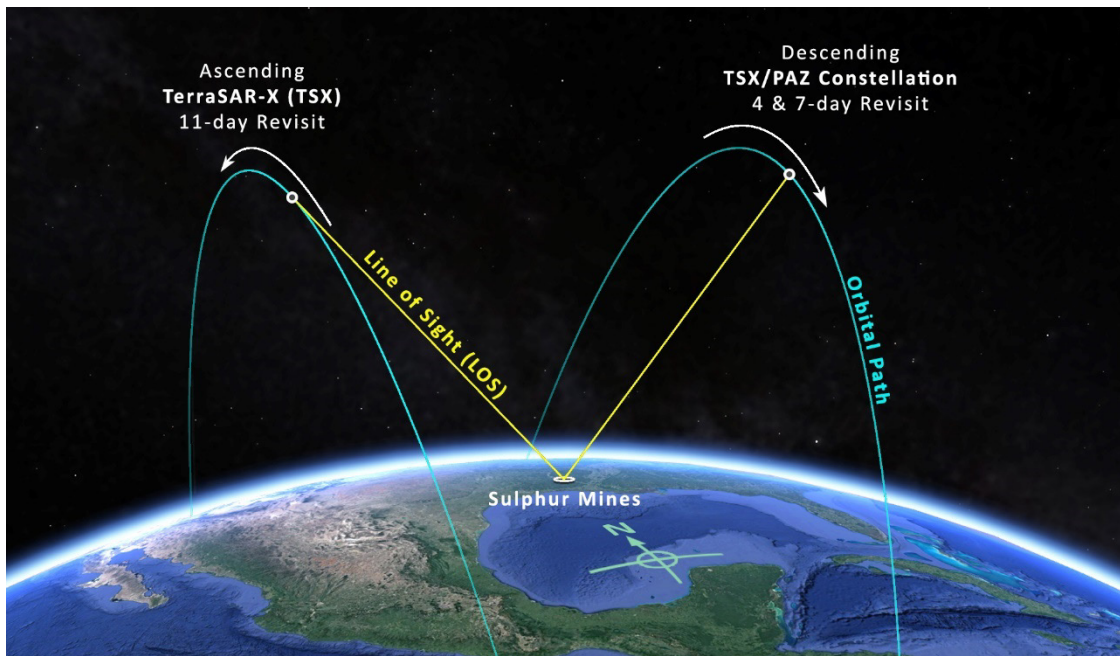 Ascending
TerraSAR-X (TSX)
11-day Revisit
Descending
TSX/PAZ Constellation
4 & 7-day Revisit
Line of Sight (LOS)
Orbital Path
Sulphur Mines
N